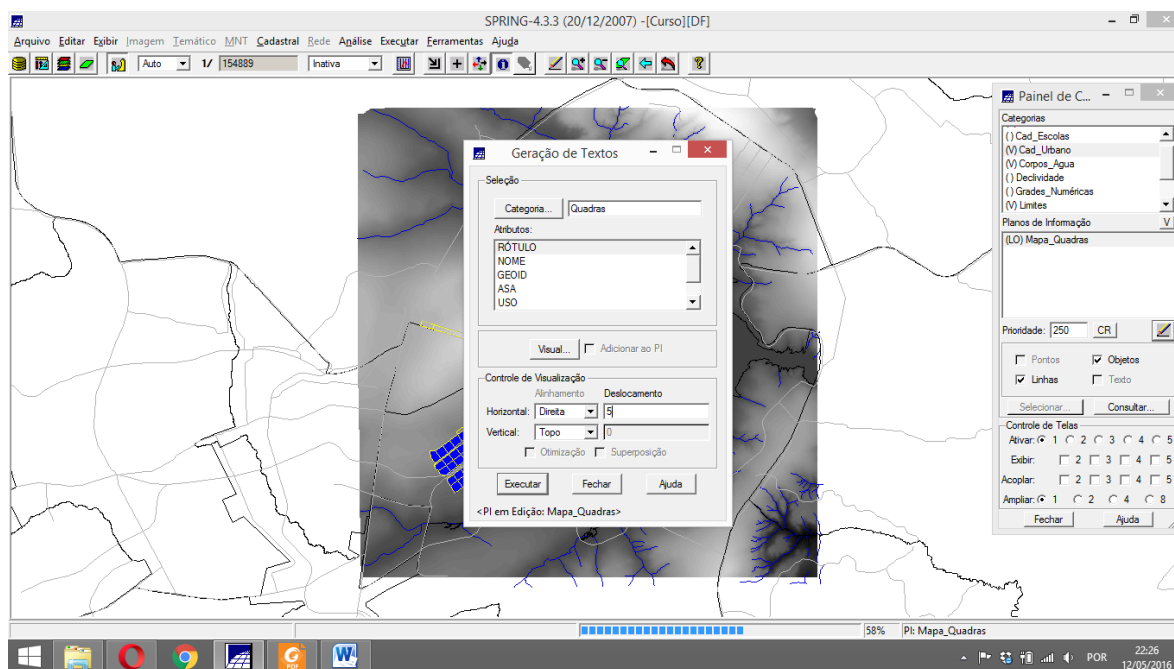 SPRING-4.3.3 (20/12/2007) -[Curso][DF]
Arquivo Editar Exibir Imagem Temático MNT Cadastral Rede Análise Executar Ferramentas Ajuda
Auto 1/ 154889 Inativa
Geração de Textos
Seleção
Categoria... Quadras
Atributos:
RÓTULO
NOME
GEOID
ASA
USO
Visual... Adicionar ao PI
Controle de Visualização
Alinhamento Deslocamento
Horizontal: Direita 5
Vertical: Topo 0
Otimização Superposição
Executar Fechar Ajuda
<PI em Edição: Mapa_Quadras>
Painel de C...
Categorias
( ) Cad_Escolas
(V) Cad_Urbano
(V) Corpos_Agua
( ) Declividade
( ) Grades_Numéricas
(V) Limites
Planos de Informação V
(LO) Mapa_Quadras
Prioridade: 250 CR
Pontos Objetos
Linhas Texto
Selecionar... Consultar...
Controle de Telas
Ativar: 1 2 3 4 5
Exibir: 2 3 4 5
Acoplar: 2 3 4 5
Ampliar: 1 2 4 8
Fechar Ajuda
58% PI: Mapa_Quadras
PDF
W
POR
22:26
12/05/2016